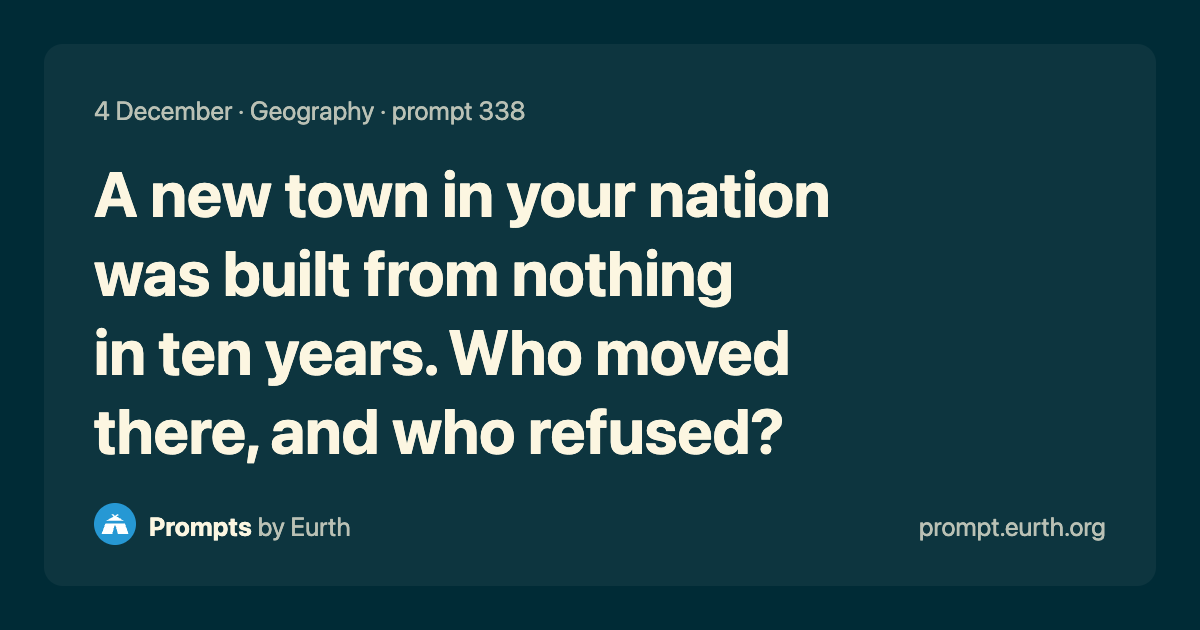 4 December · Geography · prompt 338
A new town in your nation
was built from nothing
in ten years. Who moved
there, and who refused?
Prompts by Eurth
prompt.eurth.org